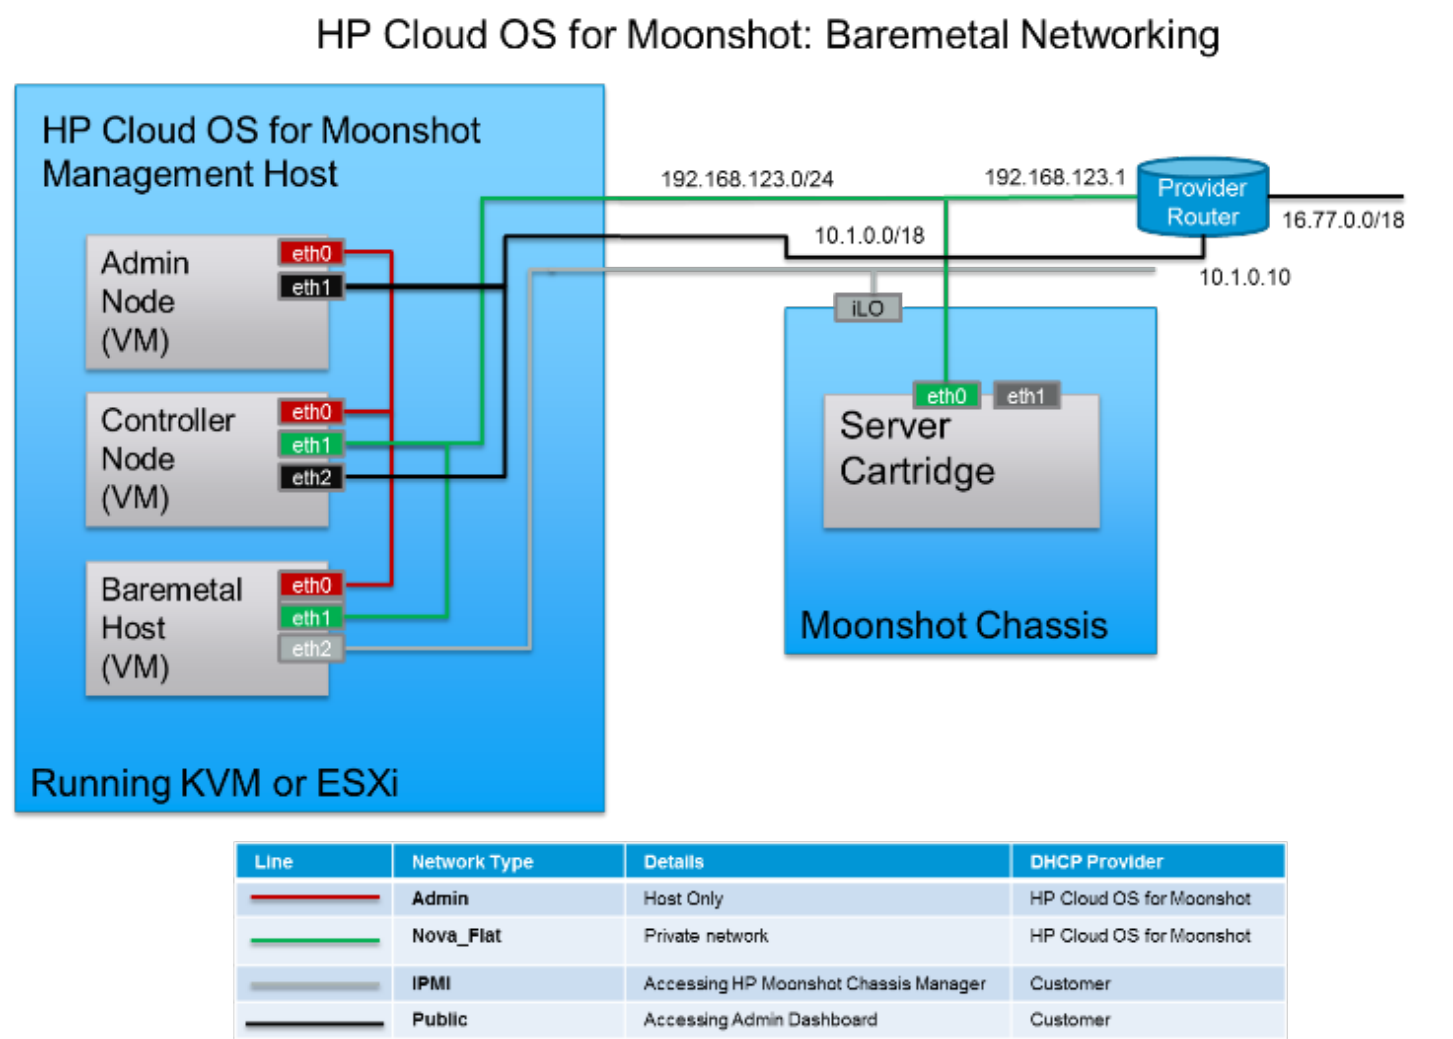 HP Cloud OS for Moonshot: Baremetal Networking
HP Cloud OS for Moonshot
Management Host
Admin
Node
(VM)
eth0
eth1
Controller
Node
(VM)
eth0
eth1
eth2
Baremetal
Host
(VM)
eth0
eth1
eth2
Running KVM or ESXi
192.168.123.0/24
192.168.123.1
Provider
Router
16.77.0.0/18
10.1.0.0/18
10.1.0.10
iLO
eth0
eth1
Server
Cartridge
Moonshot Chassis
Line Network Type Details DHCP Provider
Admin Host Only HP Cloud OS for Moonshot
Nova_Flat Private network HP Cloud OS for Moonshot
IPMI Accessing HP Moonshot Chassis Manager Customer
Public Accessing Admin Dashboard Customer